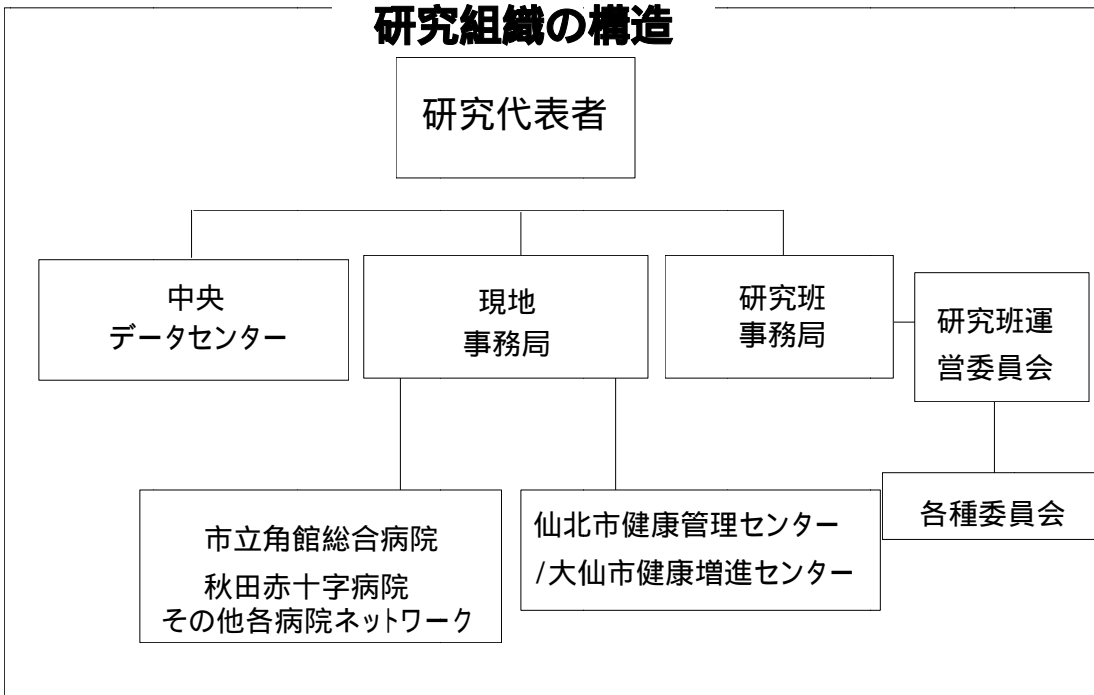 研究組織の構造
研究代表者
中央
データセンター
現地
事務局
研究班
事務局
研究班運
営委員会
市立角館総合病院
秋田赤十字病院
その他各病院ネットワーク
仙北市健康管理センター
/大仙市健康増進センター
各種委員会